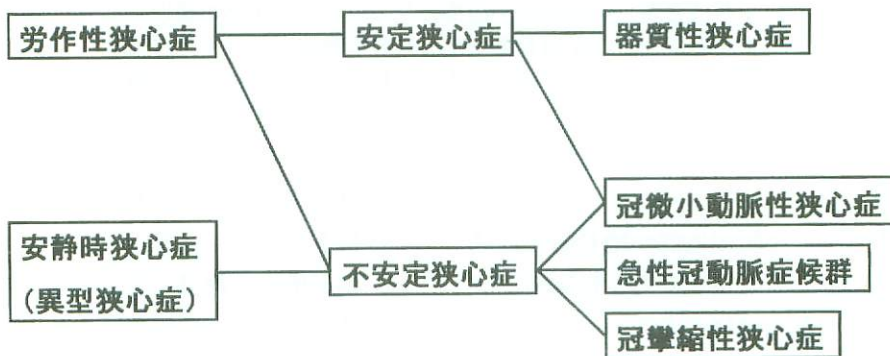 労作性狭心症
安定狭心症
器質性狭心症
冠微小動脈性狭心症
安静時狭心症
(異型狭心症)
不安定狭心症
急性冠動脈症候群
冠攣縮性狭心症